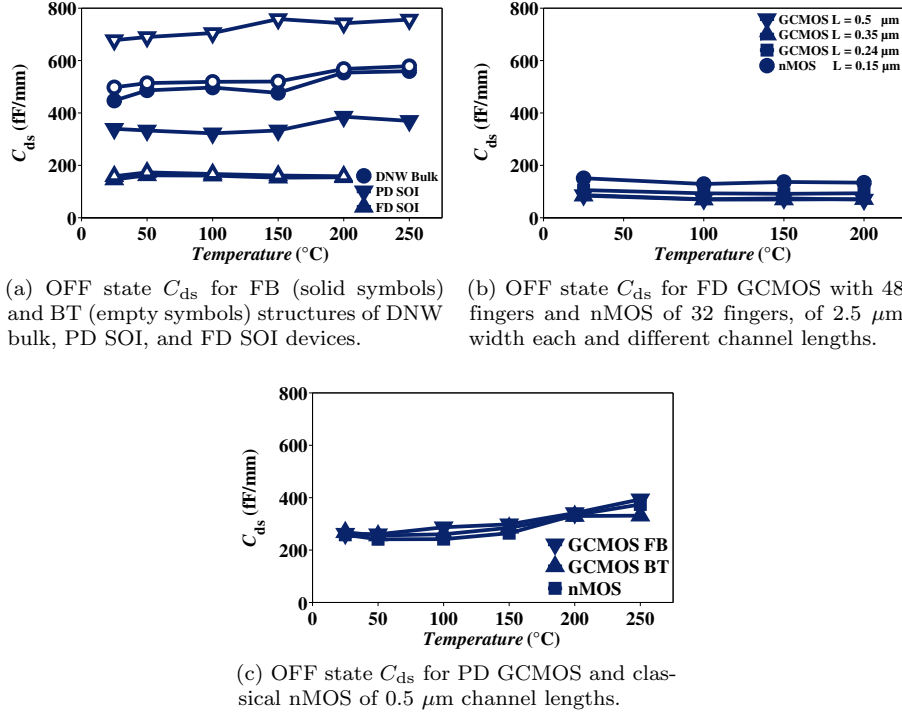 800
600
400
200
0
C_ds (fF/mm)
DNW Bulk
PD SOI
FD SOI
0 50 100 150 200 250
Temperature (°C)
(a) OFF state C_ds for FB (solid symbols)
and BT (empty symbols) structures of DNW
bulk, PD SOI, and FD SOI devices.
800
600
400
200
0
C_ds (fF/mm)
GCMOS L = 0.5 µm
GCMOS L = 0.35 µm
GCMOS L = 0.24 µm
nMOS L = 0.15 µm
0 50 100 150 200
Temperature (°C)
(b) OFF state C_ds for FD GCMOS with 48
fingers and nMOS of 32 fingers, of 2.5 µm
width each and different channel lengths.
800
600
400
200
0
C_ds (fF/mm)
GCMOS FB
GCMOS BT
nMOS
0 50 100 150 200 250
Temperature (°C)
(c) OFF state C_ds for PD GCMOS and clas-
sical nMOS of 0.5 µm channel lengths.